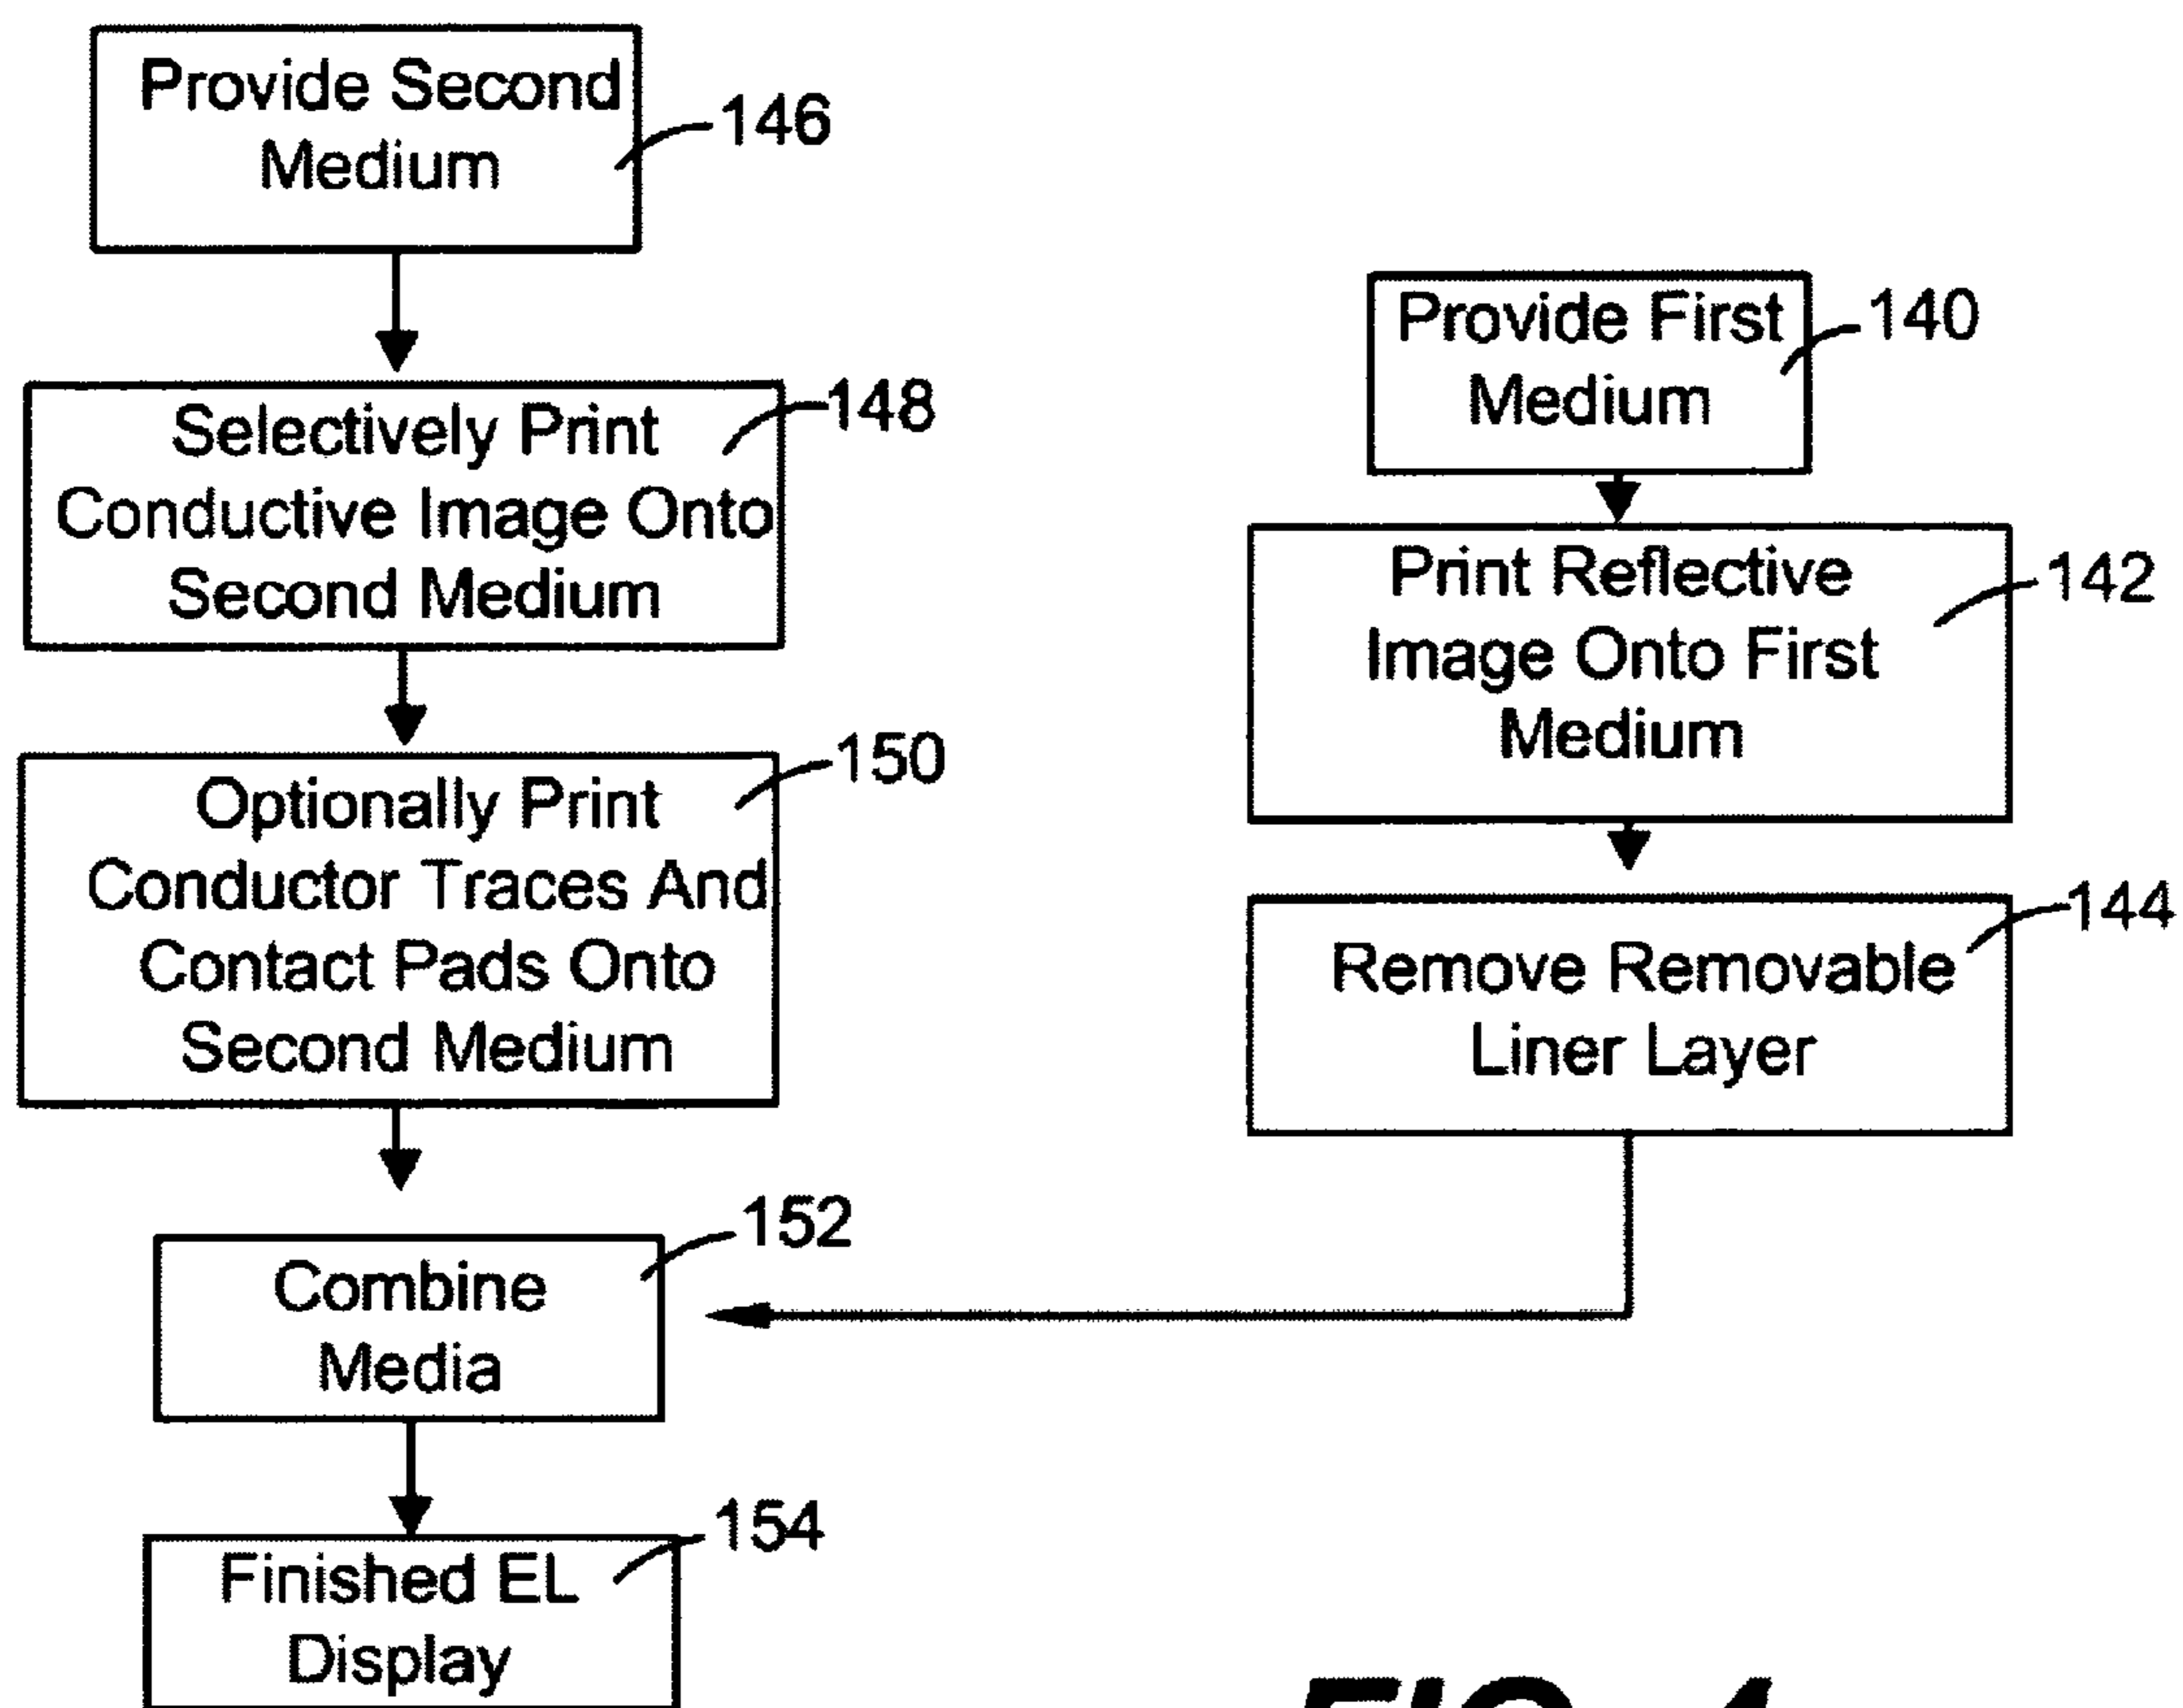 Provide Second
Medium
146
Selectively Print
Conductive Image Onto
Second Medium
148
Optionally Print
Conductor Traces And
Contact Pads Onto
Second Medium
150
Combine
Media
152
Finished EL
Display
154
Provide First
Medium
140
Print Reflective
Image Onto First
Medium
142
Remove Removable
Liner Layer
144